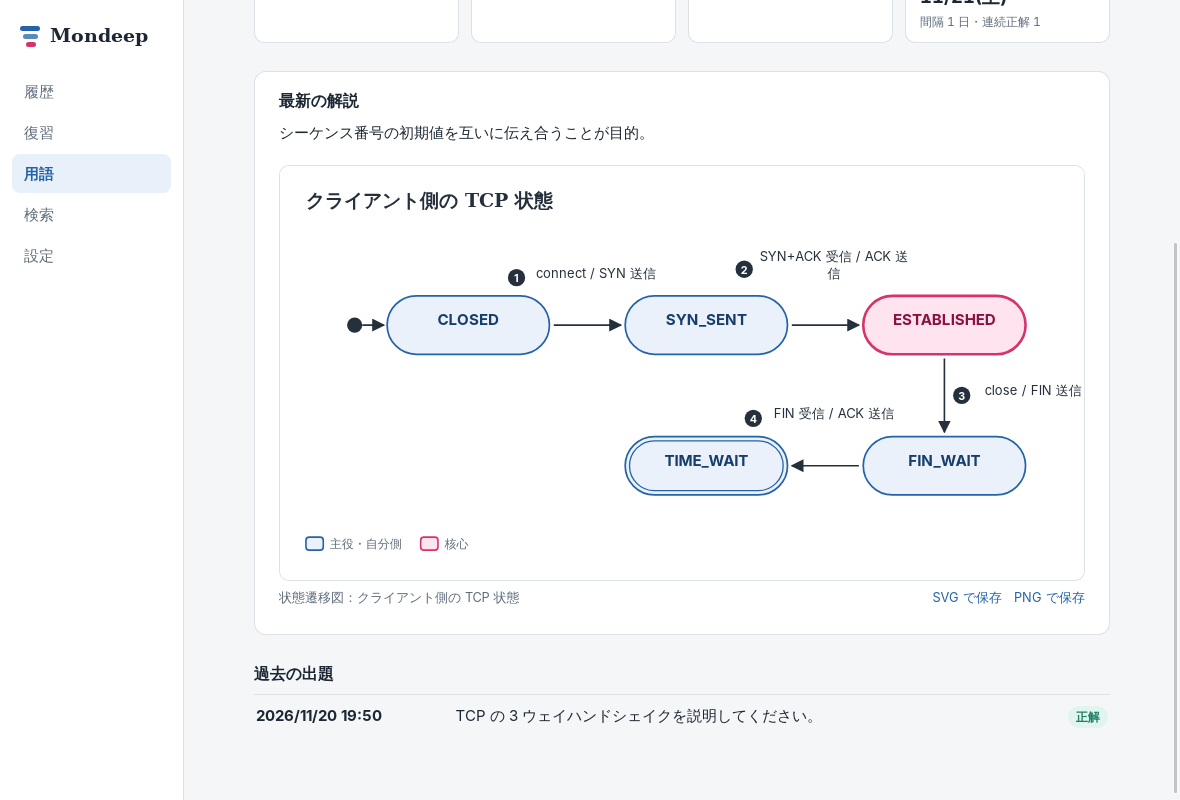 Mondeep
履歴
復習
用語
検索
設定
間隔 1 日・連続正解 1
最新の解説
シーケンス番号の初期値を互いに伝え合うことが目的。
クライアント側の TCP 状態
1 connect / SYN 送信
2 SYN+ACK 受信 / ACK 送
信
CLOSED
SYN_SENT
ESTABLISHED
3 close / FIN 送信
4 FIN 受信 / ACK 送信
TIME_WAIT
FIN_WAIT
主役・自分側
核心
状態遷移図：クライアント側の TCP 状態
SVG で保存
PNG で保存
過去の出題
2026/11/20 19:50
TCP の 3 ウェイハンドシェイクを説明してください。
正解